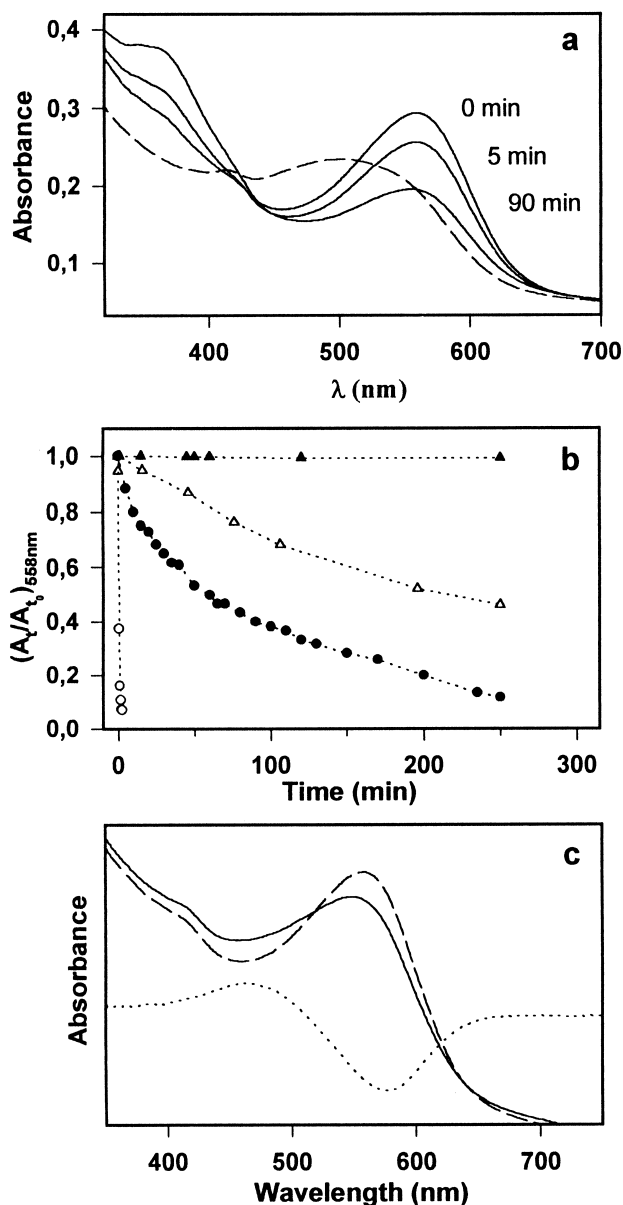 a
0,4
0,3
0,2
0,1
Absorbance
0 min
5 min
90 min
400 500 600 700
λ (nm)
b
1,0
0,8
0,6
0,4
0,2
0,0
(At/At₀)558nm
0 100 200 300
Time (min)
c
Absorbance
400 500 600 700
Wavelength (nm)